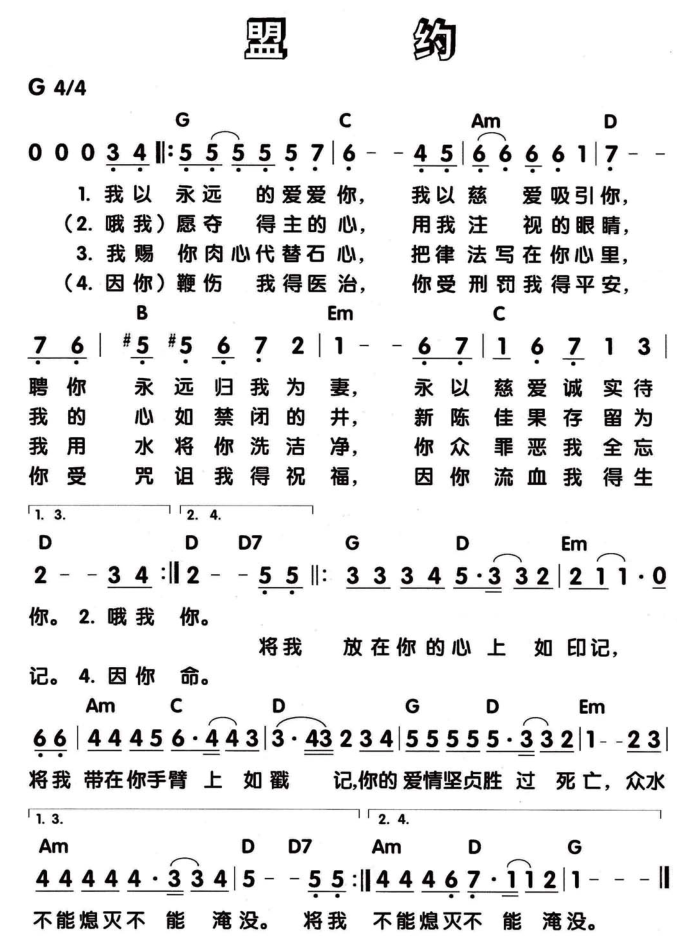 盟 约
G 4/4
G C Am D
0 0 0 3 4 ‖: 5 5 5 5 5 7 | 6 - - 4 5 | 6 6 6 6 1 | 7 - -
1. 我以 永远 的爱爱你, 我以慈 爱吸引你,
(2. 哦我) 愿夺 得主的心, 用我注 视的眼睛,
3. 我赐 你肉心代替石心, 把律法写在你心里,
(4. 因你) 鞭伤 我得医治, 你受刑罚我得平安,
B Em C
7 6 | #5 #5 6 7 2 | 1 - - 6 7 | 1 6 7 1 3 |
聘你 永远归我为妻, 永以慈爱诚实待
我的 心如禁闭的井, 新陈佳果存留为
我用 水将你洗洁净, 你众罪恶我全忘
你受 咒诅我得祝福, 因你流血我得生
1. 3. 2. 4.
D D D7 G D Em
2 - - 3 4 :‖ 2 - - 5 5 ‖: 3 3 3 4 5 · 3 3 2 | 2 1 1 · 0
你。 2. 哦我 你。
将我 放在你的心上 如印记,
记。 4. 因你 命。
Am C D G D Em
6 6 | 4 4 4 5 6 · 4 4 3 | 3 · 4 3 2 3 4 | 5 5 5 5 5 · 3 3 2 | 1 - - 2 3 |
将我 带在你手臂 上 如戳 记,你的 爱情坚贞胜 过 死亡, 众水
1. 3. 2. 4.
Am D D7 Am D G
4 4 4 4 4 · 3 3 4 | 5 - - 5 5 :‖ 4 4 4 6 7 · 1 1 2 | 1 - - - ‖
不能熄灭不 能 淹没。 将我 不能熄灭不 能 淹没。